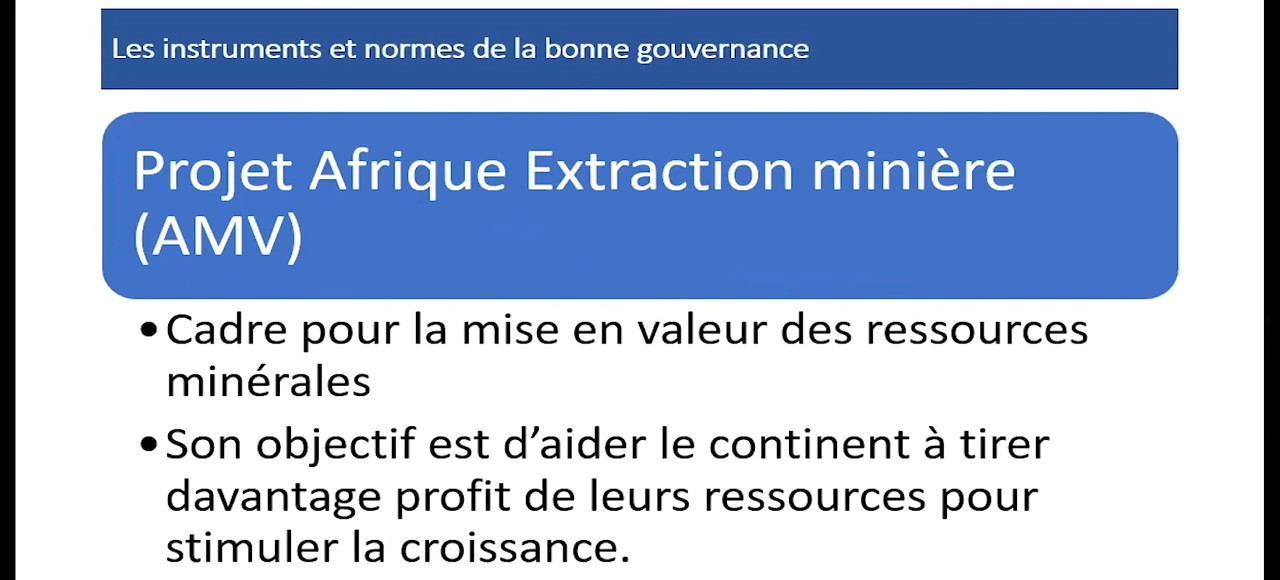 Les instruments et normes de la bonne gouvernance
Projet Afrique Extraction minière
(AMV)
•Cadre pour la mise en valeur des ressources
minérales
•Son objectif est d’aider le continent à tirer
davantage profit de leurs ressources pour
stimuler la croissance.